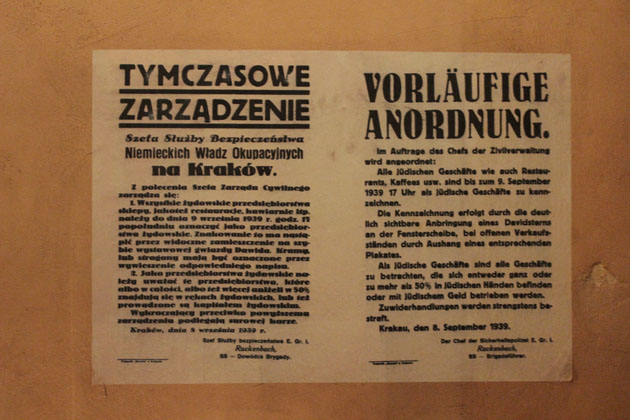 TYMCZASOWE
ZARZĄDZENIE
Szefa Służby Bezpieczeństwa
Niemieckich Władz Okupacyjnych
na Kraków.
Z polecenia Szefa Zarządu Cywilnego
zarządza się:
1. Wszystkie żydowskie przedsiębiorstwa
sklepy, jakoteż restauracje, kawiarnie itp.
należy do dnia 9 września 1939 r. godz. 17
popołudniu oznaczyć jako przedsiębior-
stwa żydowskie. Znakowanie to ma nastą-
pić przez widoczne zamieszczenie na szy-
bie wystawowej gwiazdy Dawida. Kramy,
lub stragany mają być oznaczone przez
wywieszenie odpowiedniego napisu.
2. Jako przedsiębiorstwa żydowskie na-
leży uważać te przedsiębiorstwa, które
albo w całości, albo też więcej aniżeli w 50%
znajdują się w rękach żydowskich, lub też
prowadzone są kapitałem żydowskim.
Wykraczający przeciwko powyższemu
zarządzeniu podlegają surowej karze.
Kraków, dnia 8 września 1939 r.
Szef Służby bezpieczeństwa E. Gr. I.
Rackenbach,
SS - Dowódca Brygady.
VORLÄUFIGE
ANORDNUNG.
Im Auftrage des Chefs der Zivilverwaltung
wird angeordnet:
Alle jüdischen Geschäfte wie auch Restau-
rants, Kaffees usw. sind bis zum 9. September
1939 17 Uhr als jüdische Geschäfte zu kenn-
zeichnen.
Die Kennzeichnung erfolgt durch die deut-
lich sichtbare Anbringung eines Davidsterns
an der Fensterscheibe, bei offenen Verkaufs-
ständen durch Aushang eines entsprechenden
Plakates.
Als jüdische Geschäfte sind alle Geschäfte
zu betrachten, die sich entweder ganz oder
zu mehr als 50% in jüdischen Händen befinden
oder mit jüdischem Geld betrieben werden.
Zuwiderhandlungen werden strengstens be-
straft.
Krakau, den 8. September 1939.
Der Chef der Sicherheitspolizei E. Gr. I.
Rackenbach,
SS - Brigadeführer.